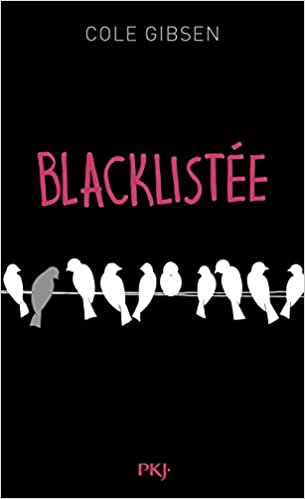 COLE GIBSEN
BLACKLISTÉE
PKJ.